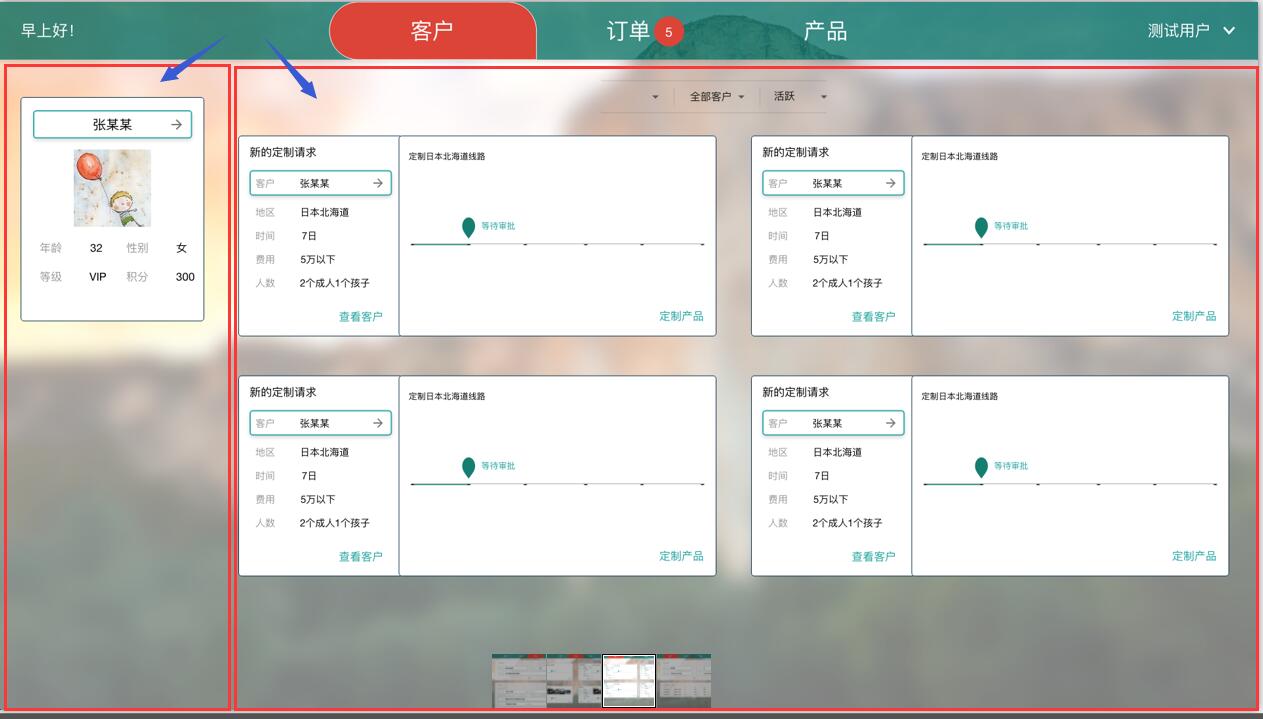 早上好!
客户
订单 5
产品
测试用户
张某某
年龄 32 性别 女
等级 VIP 积分 300
全部客户 活跃
新的定制请求
客户 张某某
地区 日本北海道
时间 7日
费用 5万以下
人数 2个成人1个孩子
查看客户
定制日本北海道线路
等待审批
定制产品
新的定制请求
客户 张某某
地区 日本北海道
时间 7日
费用 5万以下
人数 2个成人1个孩子
查看客户
定制日本北海道线路
等待审批
定制产品
新的定制请求
客户 张某某
地区 日本北海道
时间 7日
费用 5万以下
人数 2个成人1个孩子
查看客户
定制日本北海道线路
等待审批
定制产品
新的定制请求
客户 张某某
地区 日本北海道
时间 7日
费用 5万以下
人数 2个成人1个孩子
查看客户
定制日本北海道线路
等待审批
定制产品